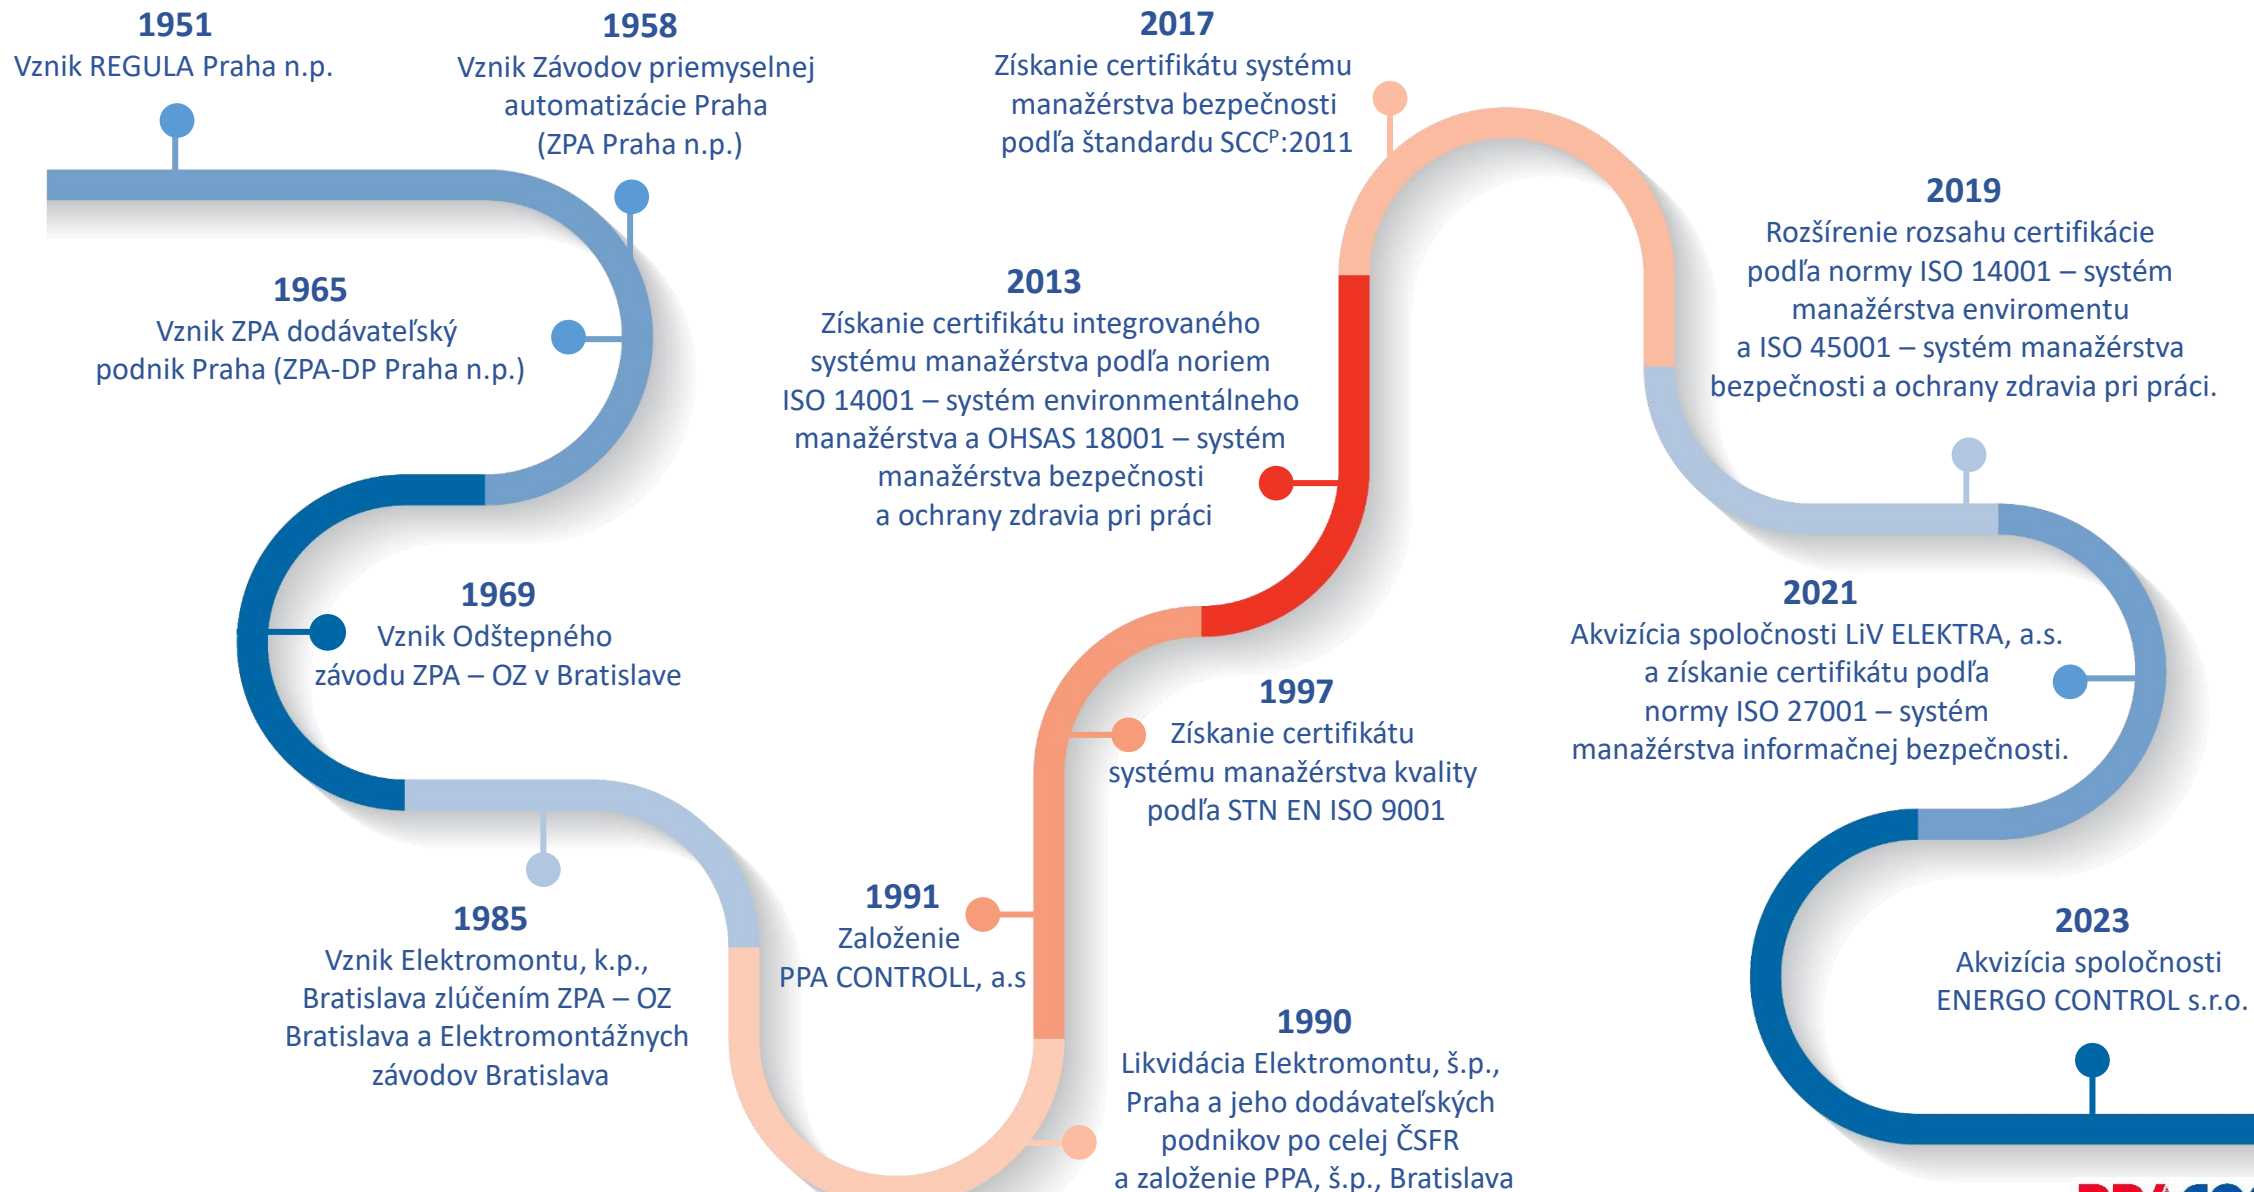 1951
Vznik REGULA Praha n.p.
1958
Vznik Závodov priemyselnej
automatizácie Praha
(ZPA Praha n.p.)
1965
Vznik ZPA dodávateľský
podnik Praha (ZPA-DP Praha n.p.)
1969
Vznik Odštepného
závodu ZPA – OZ v Bratislave
1985
Vznik Elektromontu, k.p.,
Bratislava zlúčením ZPA – OZ
Bratislava a Elektromontážnych
závodov Bratislava
1990
Likvidácia Elektromontu, š.p.,
Praha a jeho dodávateľských
podnikov po celej ČSFR
a založenie PPA, š.p., Bratislava
1991
Založenie
PPA CONTROLL, a.s
1997
Získanie certifikátu
systému manažérstva kvality
podľa STN EN ISO 9001
2013
Získanie certifikátu integrovaného
systému manažérstva podľa noriem
ISO 14001 – systém environmentálneho
manažérstva a OHSAS 18001 – systém
manažérstva bezpečnosti
a ochrany zdravia pri práci
2017
Získanie certifikátu systému
manažérstva bezpečnosti
podľa štandardu SCCᴾ:2011
2019
Rozšírenie rozsahu certifikácie
podľa normy ISO 14001 – systém
manažérstva enviromentu
a ISO 45001 – systém manažérstva
bezpečnosti a ochrany zdravia pri práci.
2021
Akvizícia spoločnosti LiV ELEKTRA, a.s.
a získanie certifikátu podľa
normy ISO 27001 – systém
manažérstva informačnej bezpečnosti.
2023
Akvizícia spoločnosti
ENERGO CONTROL s.r.o.